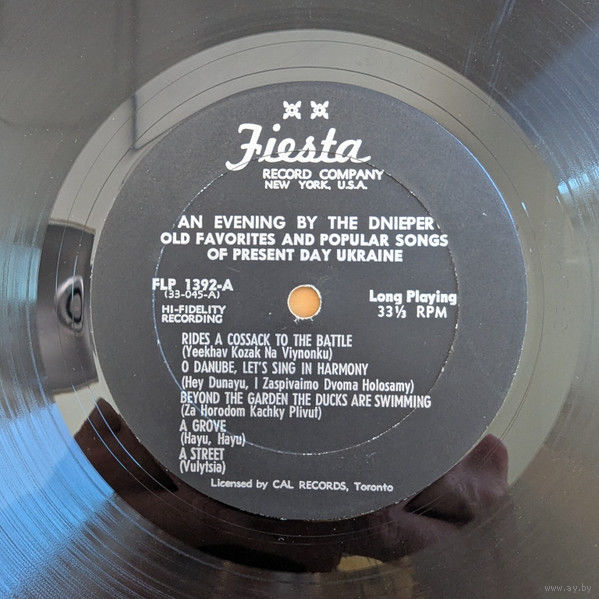 Fiesta
RECORD COMPANY
NEW YORK, U.S.A.
AN EVENING BY THE DNIEPER
OLD FAVORITES AND POPULAR SONGS
OF PRESENT DAY UKRAINE
FLP 1392-A
(33-045-A)
HI-FIDELITY
RECORDING
Long Playing
33⅓ RPM
RIDES A COSSACK TO THE BATTLE
(Yeekhav Kozak Na Viynonku)
O DANUBE, LET'S SING IN HARMONY
(Hey Dunayu, I Zaspivaimo Dvoma Holosamy)
BEYOND THE GARDEN THE DUCKS ARE SWIMMING
(Za Horodom Kachky Plivut)
A GROVE
(Hayu, Hayu)
A STREET
(Vulytsia)
Licensed by CAL RECORDS, Toronto
www.ay.by